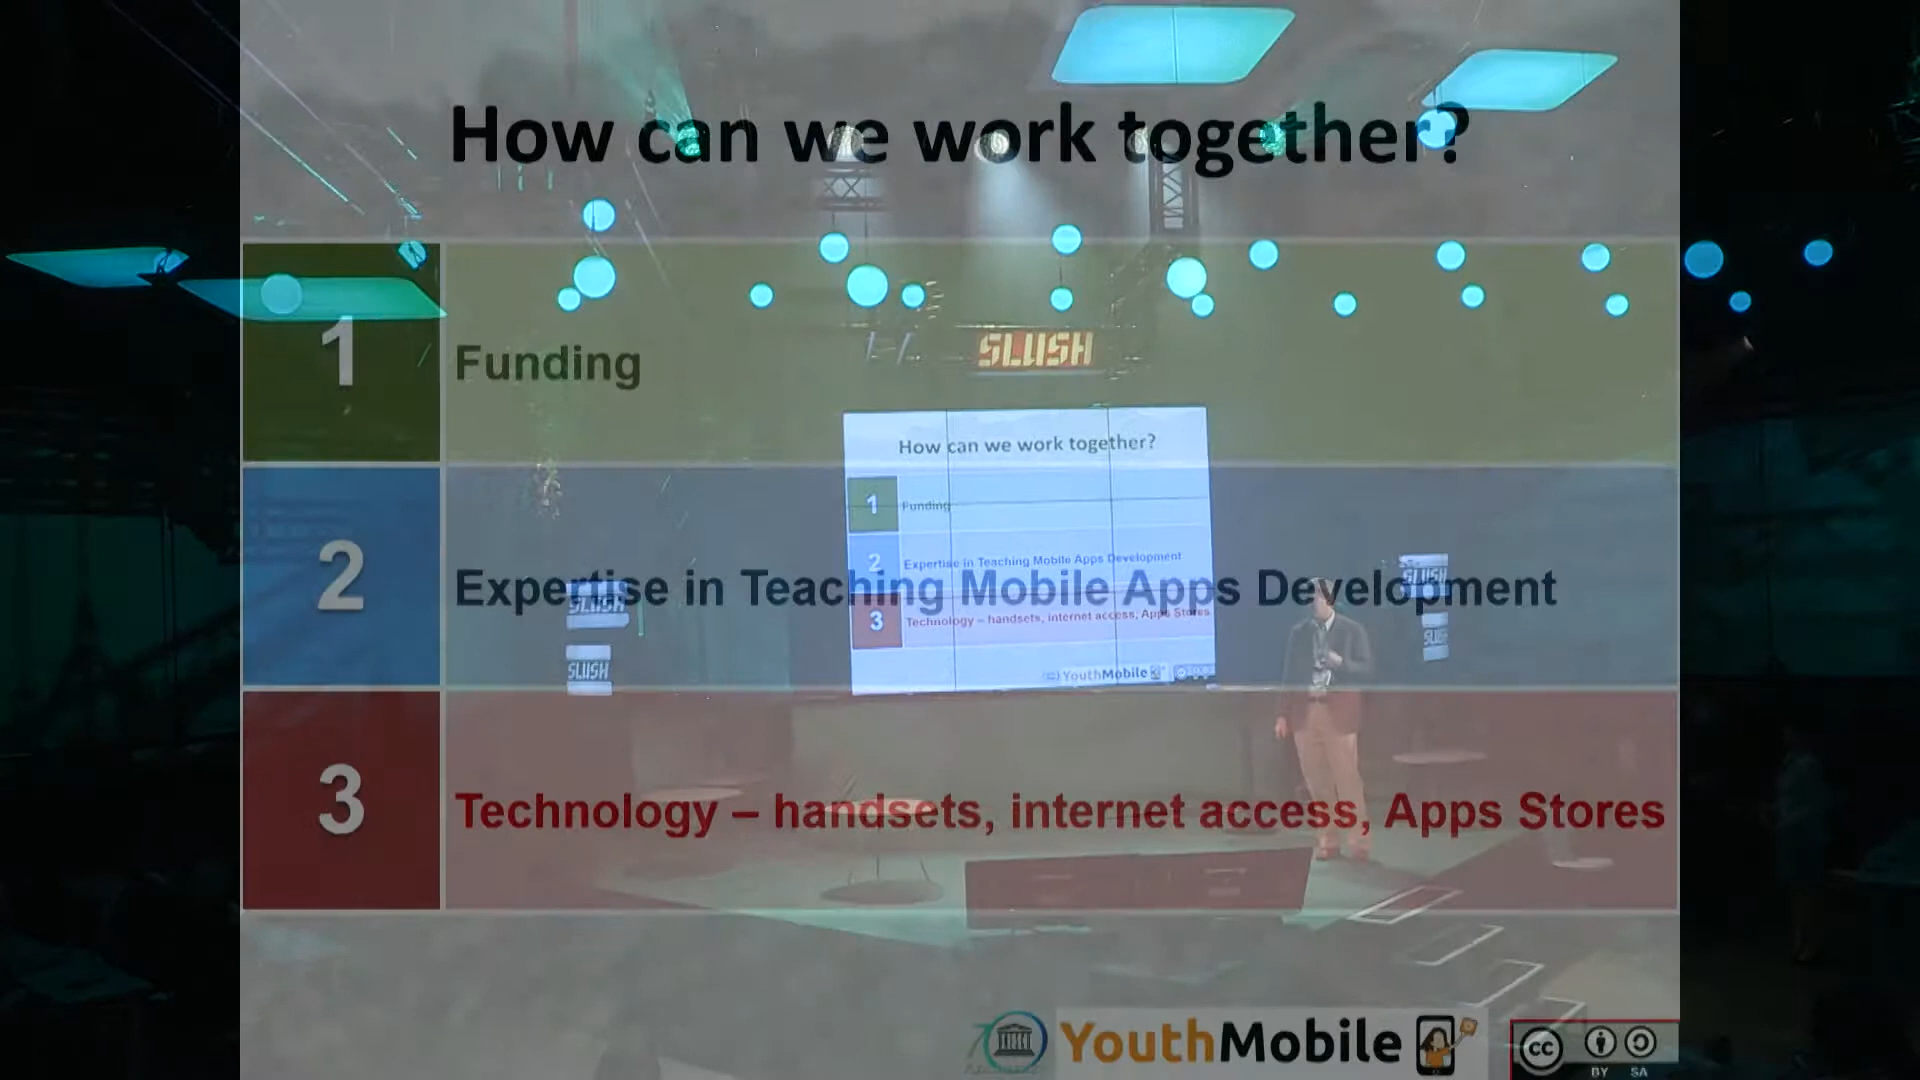 How can we work together?
1
Funding
SLUSH
How can we work together?
1
Funding
2
Expertise in Teaching Mobile Apps Development
3
Technology – handsets, internet access, Apps Stores
YouthMobile
2
Expertise in Teaching Mobile Apps Development
SLUSH
SLUSH
SLUSH
SLUSH
3
Technology – handsets, internet access, Apps Stores
YouthMobile
cc
BY SA